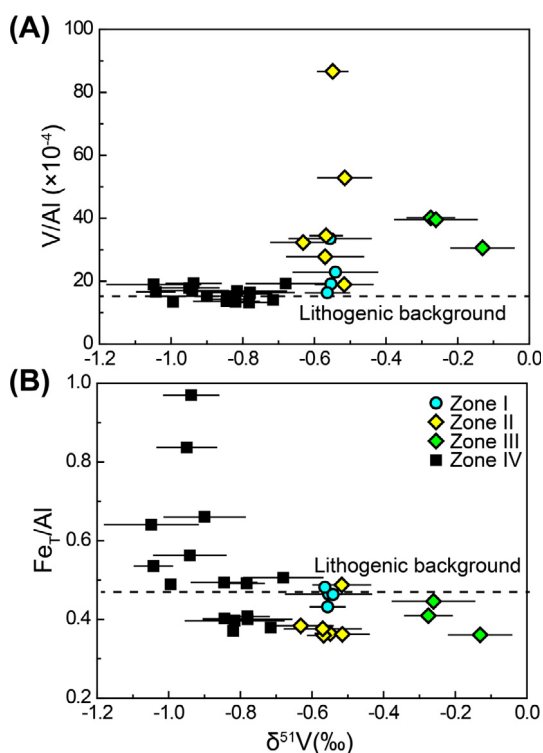 (A)
100
80
60
40
20
0
V/Al (×10⁻⁴)
Lithogenic background
-1.2 -1.0 -0.8 -0.6 -0.4 -0.2 0.0
(B)
1.0
0.8
0.6
0.4
0.2
Fe_T/Al
Zone I
Zone II
Zone III
Zone IV
Lithogenic background
-1.2 -1.0 -0.8 -0.6 -0.4 -0.2 0.0
δ⁵¹V(‰)